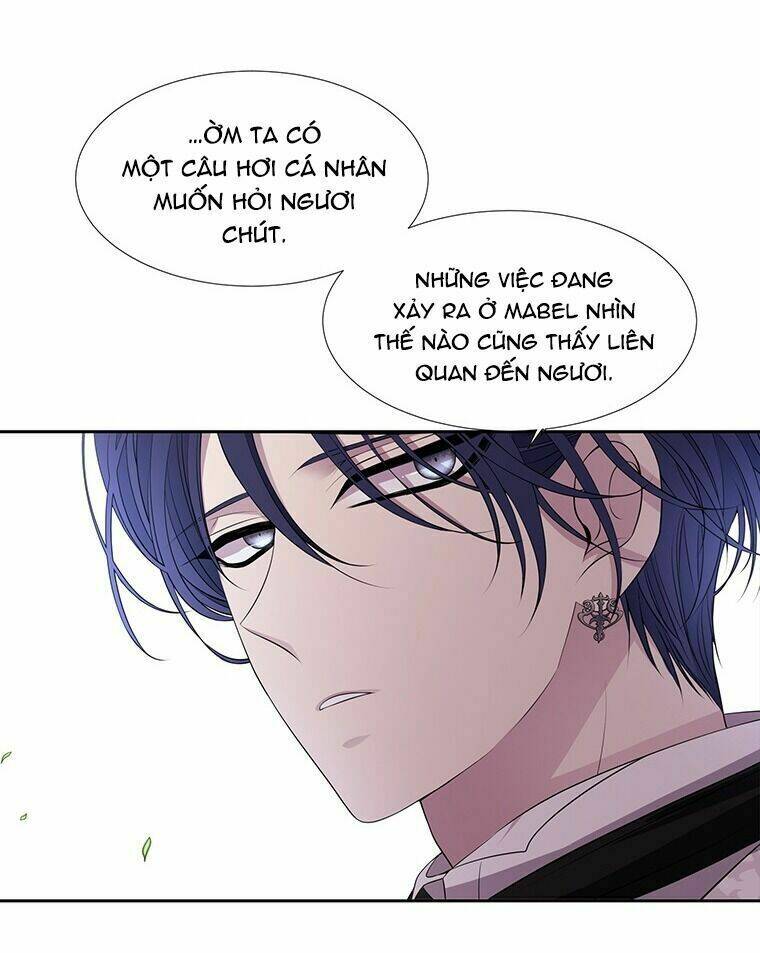 ...ỜM TA CÓ
MỘT CÂU HƠI CÁ NHÂN
MUỐN HỎI NGƯƠI
CHÚT.
NHỮNG VIỆC ĐANG
XẢY RA Ở MABEL NHÌN
THẾ NÀO CŨNG THẤY LIÊN
QUAN ĐẾN NGƯƠI.